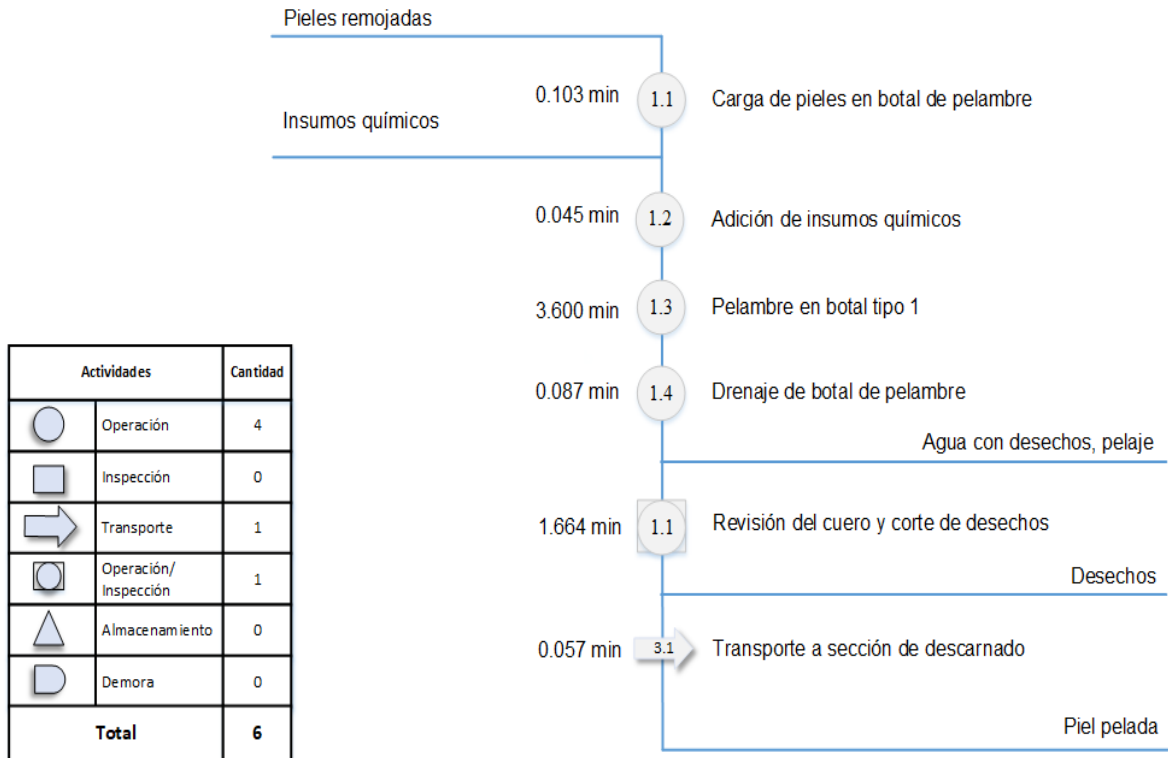 Pieles remojadas
0.103 min 1.1 Carga de pieles en botal de pelambre
Insumos químicos
0.045 min 1.2 Adición de insumos químicos
3.600 min 1.3 Pelambre en botal tipo 1
0.087 min 1.4 Drenaje de botal de pelambre
Agua con desechos, pelaje
1.664 min 1.1 Revisión del cuero y corte de desechos
Desechos
0.057 min 3.1 Transporte a sección de descarnado
Piel pelada
Actividades Cantidad
Operación 4
Inspección 0
Transporte 1
Operación/
Inspección 1
Almacenamiento 0
Demora 0
Total 6